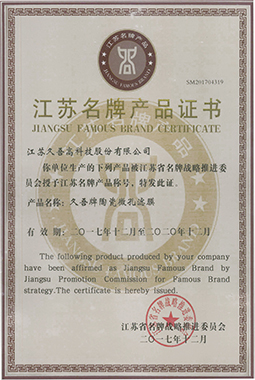 江苏名牌产品
JIANGSU FAMOUS BRAND
SM201704319
江苏名牌产品证书
JIANGSU FAMOUS BRAND CERTIFICATE
江苏久吾高科技股份有限公司
你单位生产的下列产品被江苏省名牌战略推进委
员会授予江苏名牌产品称号，特发此证。
产品名称：久吾牌陶瓷微孔滤膜
有 效 期：二〇一七年十二月至二〇二〇年十二月
The following product produced by your company
have been affirmed as Jiangsu Famous Brand by
Jiangsu Promotion Commission for Famous Brand
strategy.The certificate is hereby Issued.
江苏省名牌战略推进委员会
二〇一七年十二月